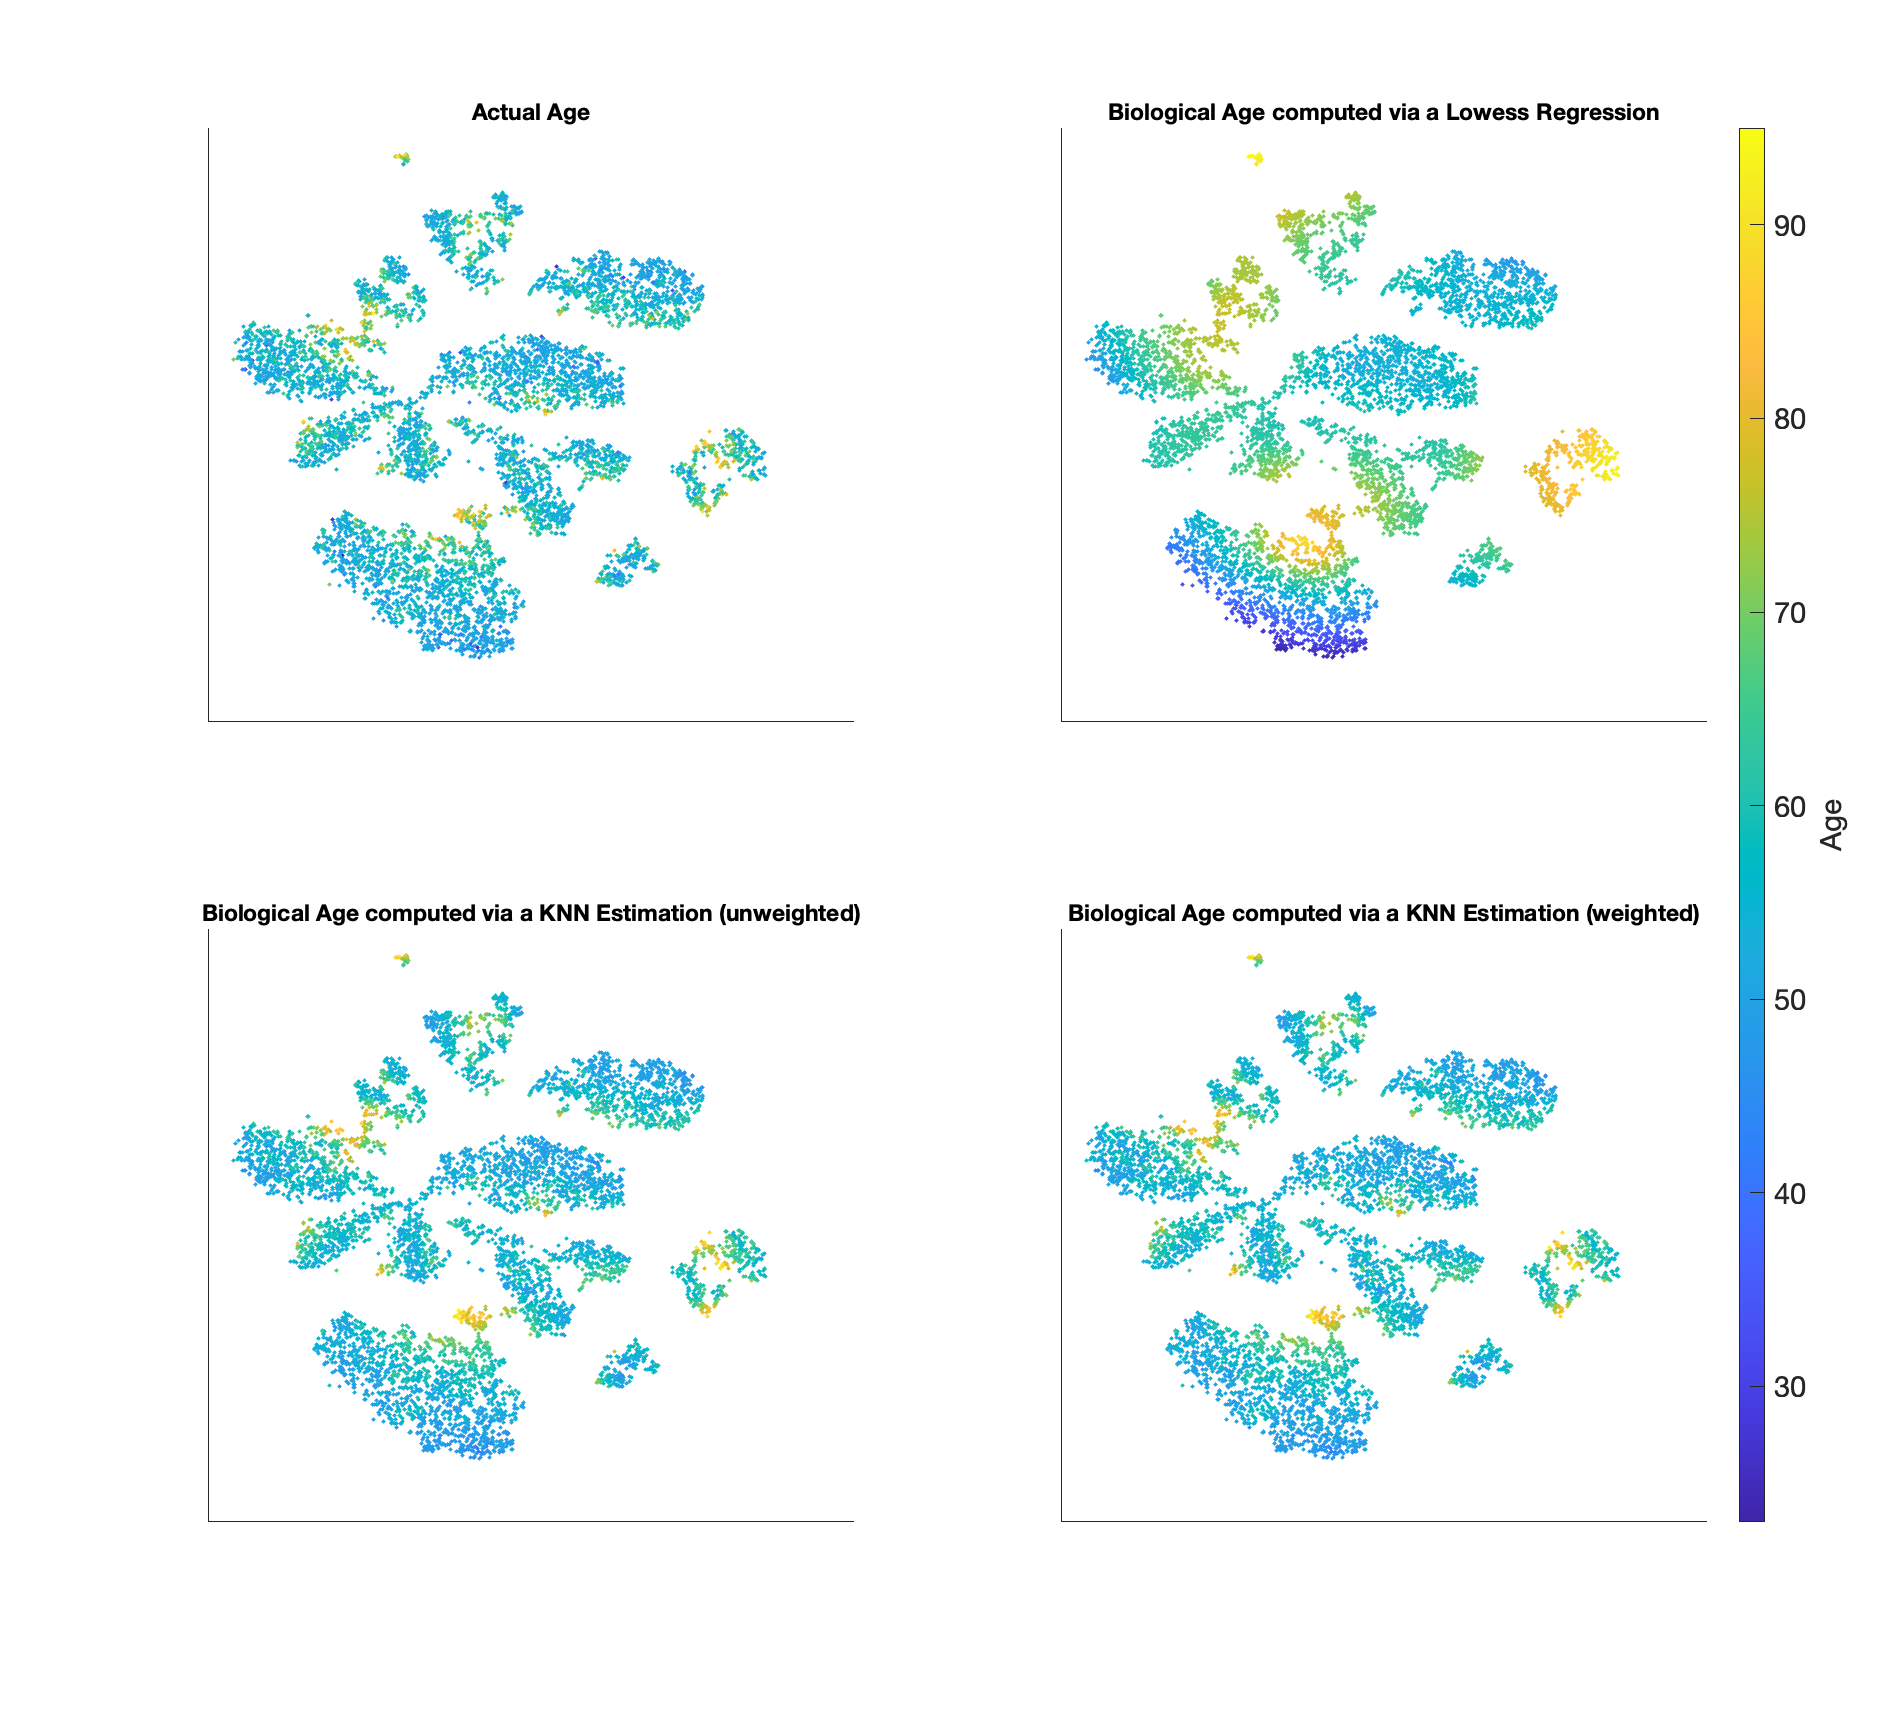 Actual Age
Biological Age computed via a Lowess Regression
90
80
70
60
50
40
30
Age
Biological Age computed via a KNN Estimation (unweighted)
Biological Age computed via a KNN Estimation (weighted)